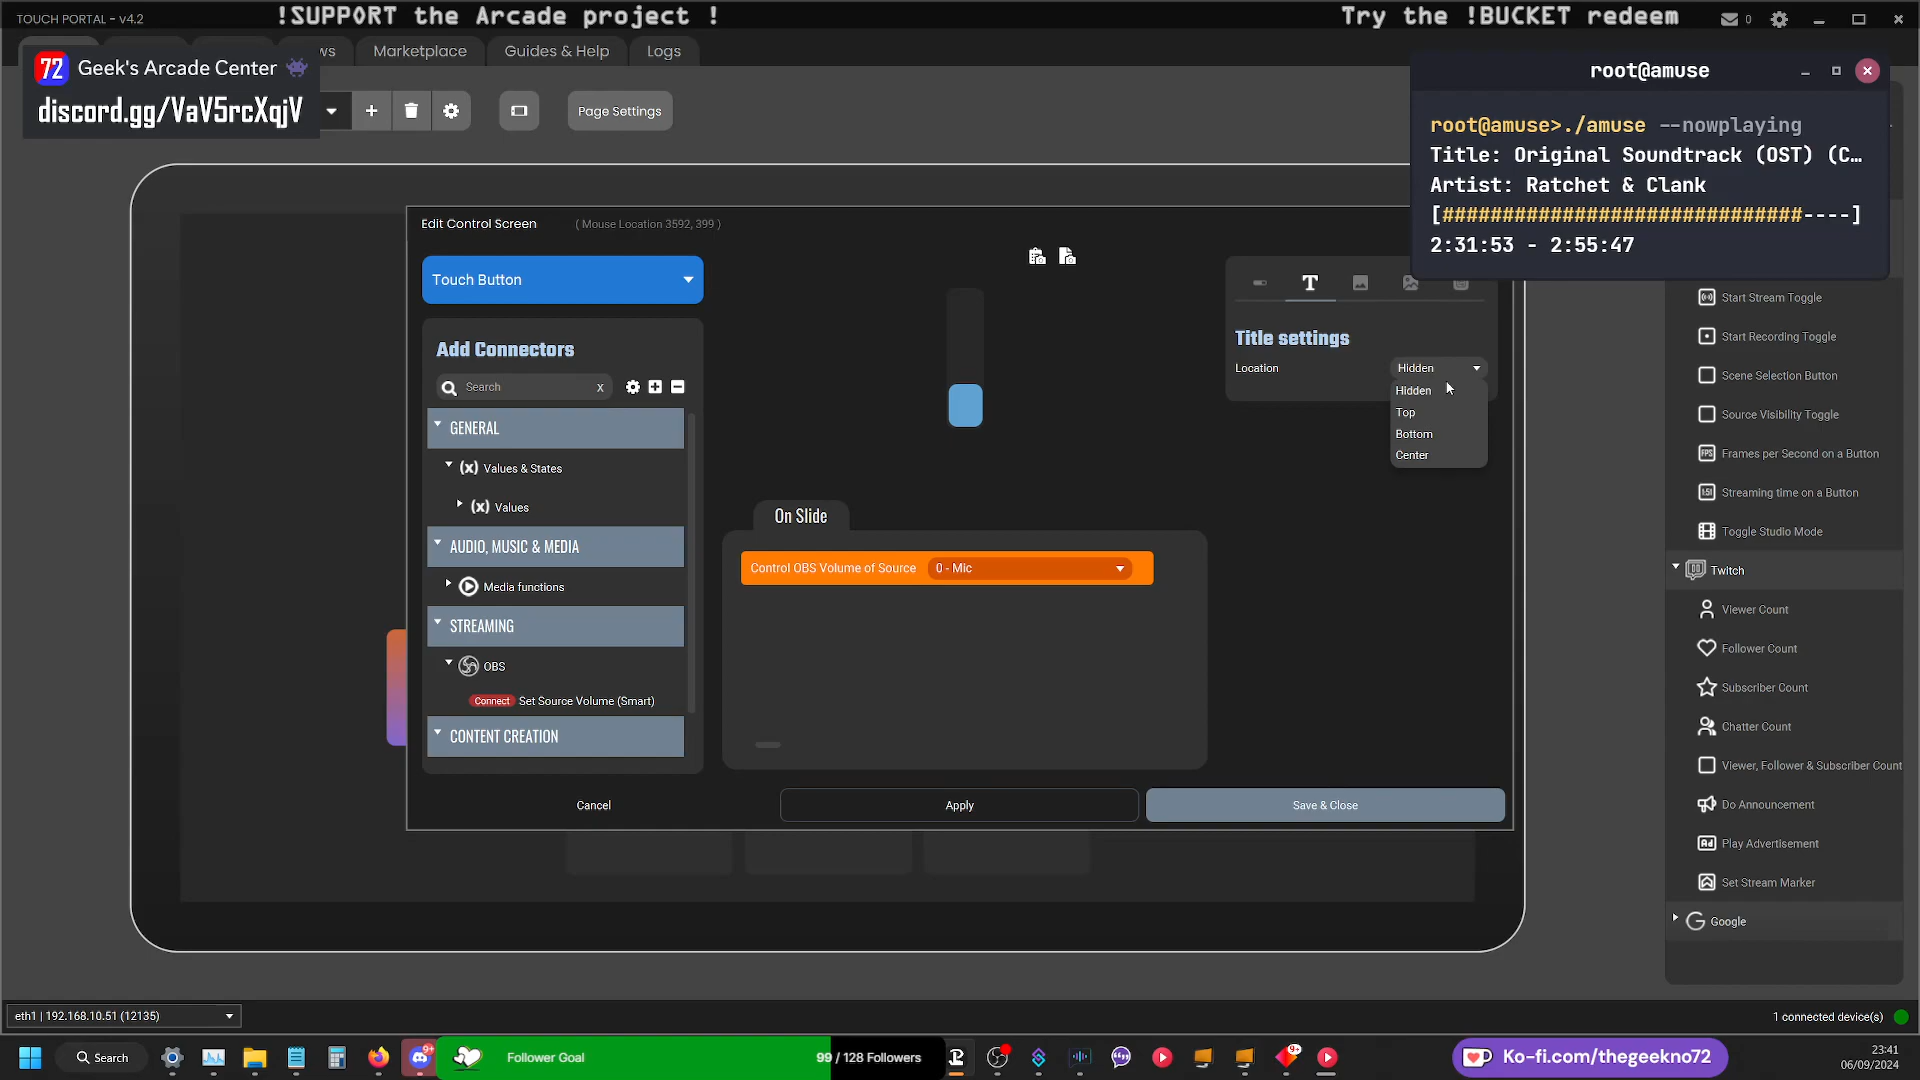 TOUCH PORTAL - v4.2
!SUPPORT the Arcade project !
Try the !BUCKET redeem
0
ws
Marketplace
Guides & Help
Logs
72 Geek's Arcade Center
discord.gg/VaV5rcXqjV
Page Settings
root@amuse
root@amuse>./amuse --nowplaying
Title: Original Soundtrack (OST) (C…
Artist: Ratchet & Clank
[##############################----]
2:31:53 - 2:55:47
Edit Control Screen
( Mouse Location 3592, 399 )
Touch Button
Add Connectors
Search
x
GENERAL
(x) Values & States
(x) Values
AUDIO, MUSIC & MEDIA
Media functions
STREAMING
OBS
Connect Set Source Volume (Smart)
CONTENT CREATION
On Slide
Control OBS Volume of Source 0 - Mic
T
Title settings
Location
Hidden
Hidden
Top
Bottom
Center
Cancel
Apply
Save & Close
Start Stream Toggle
Start Recording Toggle
Scene Selection Button
Source Visibility Toggle
FPS Frames per Second on a Button
Streaming time on a Button
Toggle Studio Mode
Twitch
Viewer Count
Follower Count
Subscriber Count
Chatter Count
Viewer, Follower & Subscriber Count
Do Announcement
Ad Play Advertisement
Set Stream Marker
Google
eth1 | 192.168.10.51 (12135)
1 connected device(s)
Search
9+
Follower Goal
99 / 128 Followers
9+
Ko-fi.com/thegeekno72
23:41
06/09/2024